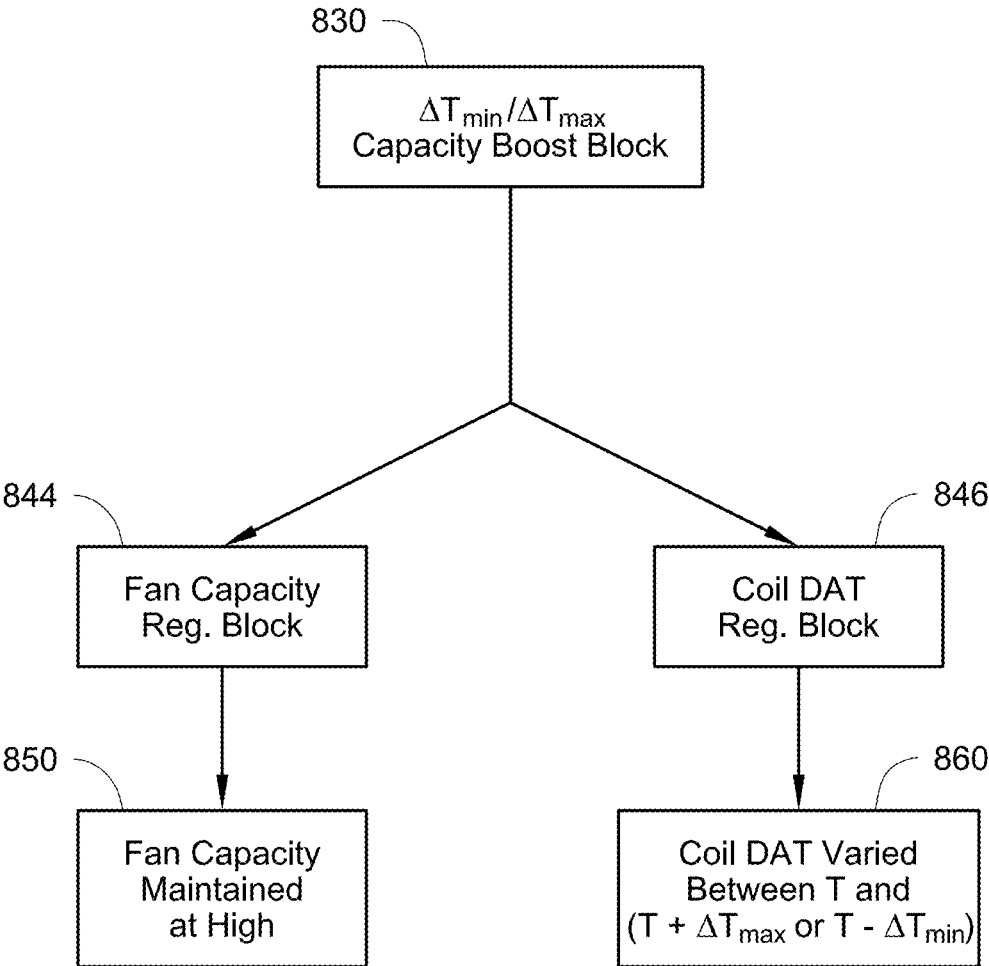 830
ΔTmin/ΔTmax
Capacity Boost Block
844
846
Fan Capacity
Reg. Block
Coil DAT
Reg. Block
850
860
Fan Capacity
Maintained
at High
Coil DAT Varied
Between T and
(T + ΔTmax or T - ΔTmin)